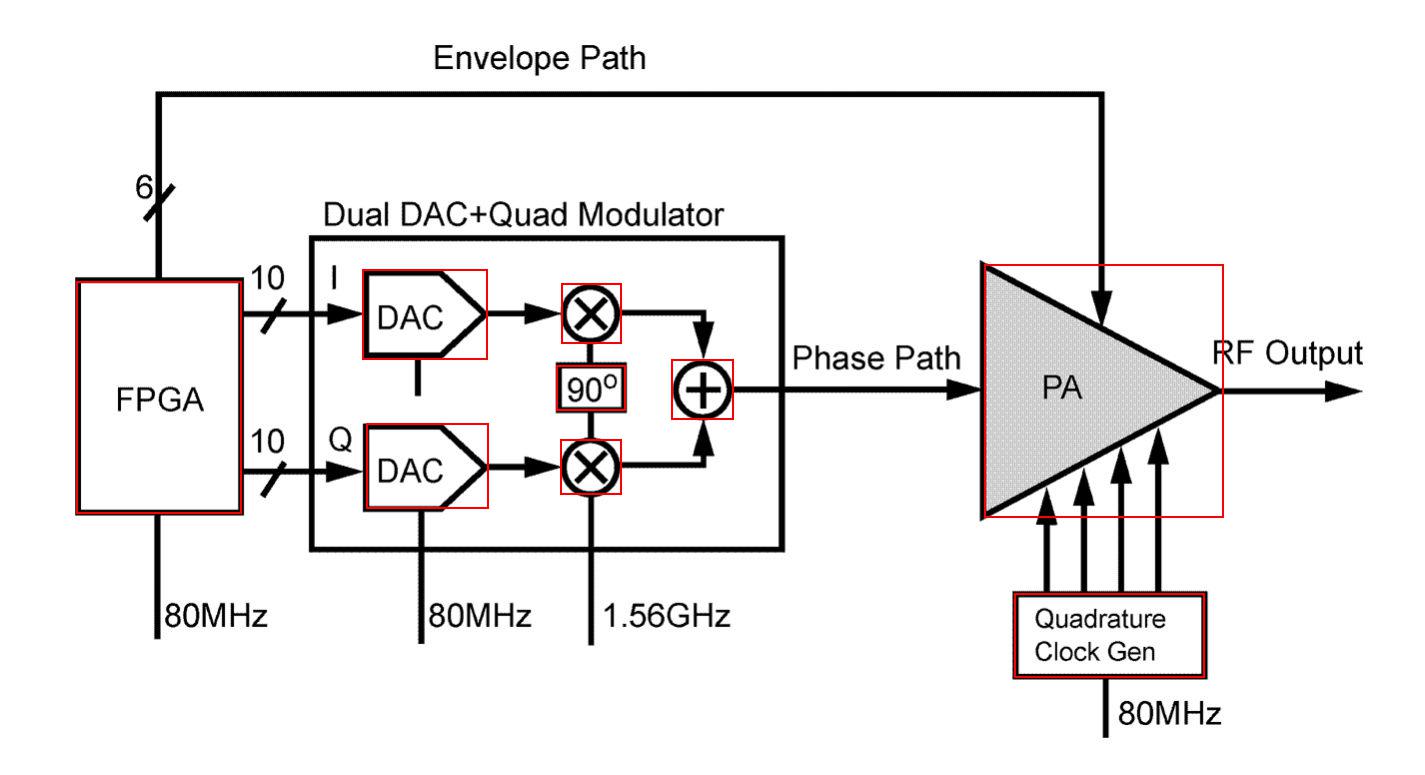 Envelope Path
6
Dual DAC+Quad Modulator
10
I
DAC
Phase Path
RF Output
FPGA
90º
PA
10
Q
DAC
80MHz
80MHz
1.56GHz
Quadrature
Clock Gen
80MHz